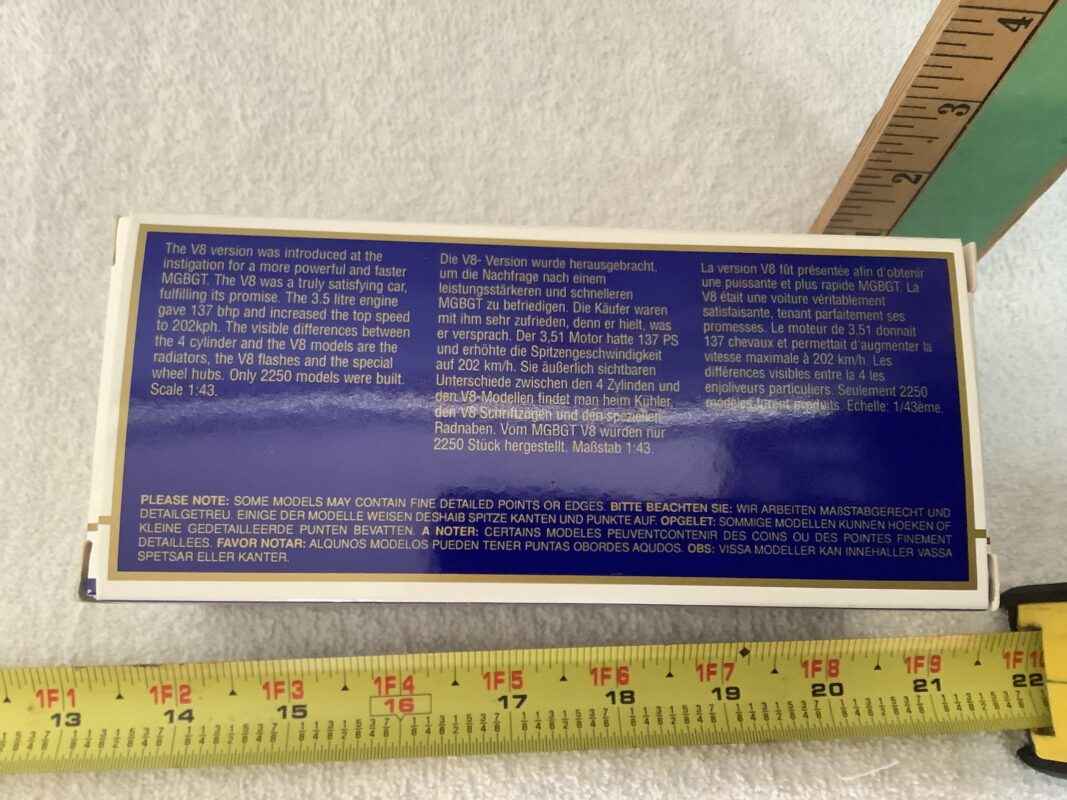 The V8 version was introduced at the
instigation for a more powerful and faster
MGBGT. The V8 was a truly satisfying car,
fulfilling its promise. The 3.5 litre engine
gave 137 bhp and increased the top speed
to 202kph. The visible differences between
the 4 cylinder and the V8 models are the
radiators, the V8 flashes and the special
wheel hubs. Only 2250 models were built.
Scale 1:43.
Die V8- Version wurde herausgebracht,
um die Nachfrage nach einem
leistungsstärkeren und schnelleren
MGBGT zu befriedigen. Die Käufer waren
mit ihm sehr zufrieden, denn er hielt, was
er versprach. Der 3,51 Motor hatte 137 PS
und erhöhte die Spitzengeschwindigkeit
auf 202 km/h. Sie äußerlich sichtbaren
Unterschiede zwischen den 4 Zylinden und
den V8-Modellen findet man heim Kühler,
den V8 Schriftzögen und den speziellen
Radnaben. Vom MGBGT V8 wurden nur
2250 Stück hergestellt. Maßstab 1:43.
La version V8 fût présentée afin d'obtenir
une puissante et plus rapide MGBGT. La
V8 était une voiture véritablement
satisfaisante, tenant parfaitement ses
promesses. Le moteur de 3.51 donnait
137 chevaux et permettait d'augmenter la
vitesse maximale à 202 km/h. Les
différences visibles entre la 4 les
enjoliveurs particuliers. Seulement 2250
modèles furent produits. Echelle: 1/43ème.
PLEASE NOTE: SOME MODELS MAY CONTAIN FINE DETAILED POINTS OR EDGES. BITTE BEACHTEN SIE: WIR ARBEITEN MAßSTABGERECHT UND
DETAILGETREU. EINIGE DER MODELLE WEISEN DESHAIB SPITZE KANTEN UND PUNKTE AUF. OPGELET: SOMMIGE MODELLEN KUNNEN HOEKEN OF
KLEINE GEDETAILLEERDE PUNTEN BEVATTEN. A NOTER: CERTAINS MODELES PEUVENTCONTENIR DES COINS OU DES POINTES FINEMENT
DETAILLEES. FAVOR NOTAR: ALQUNOS MODELOS PUEDEN TENER PUNTAS OBORDES AQUDOS. OBS: VISSA MODELLER KAN INNEHALLER VASSA
SPETSAR ELLER KANTER.
2 3 4
1F1 1F2 1F3 1F4 1F5 1F6 1F7 1F8 1F9 1F10
13 14 15 16 17 18 19 20 21 22